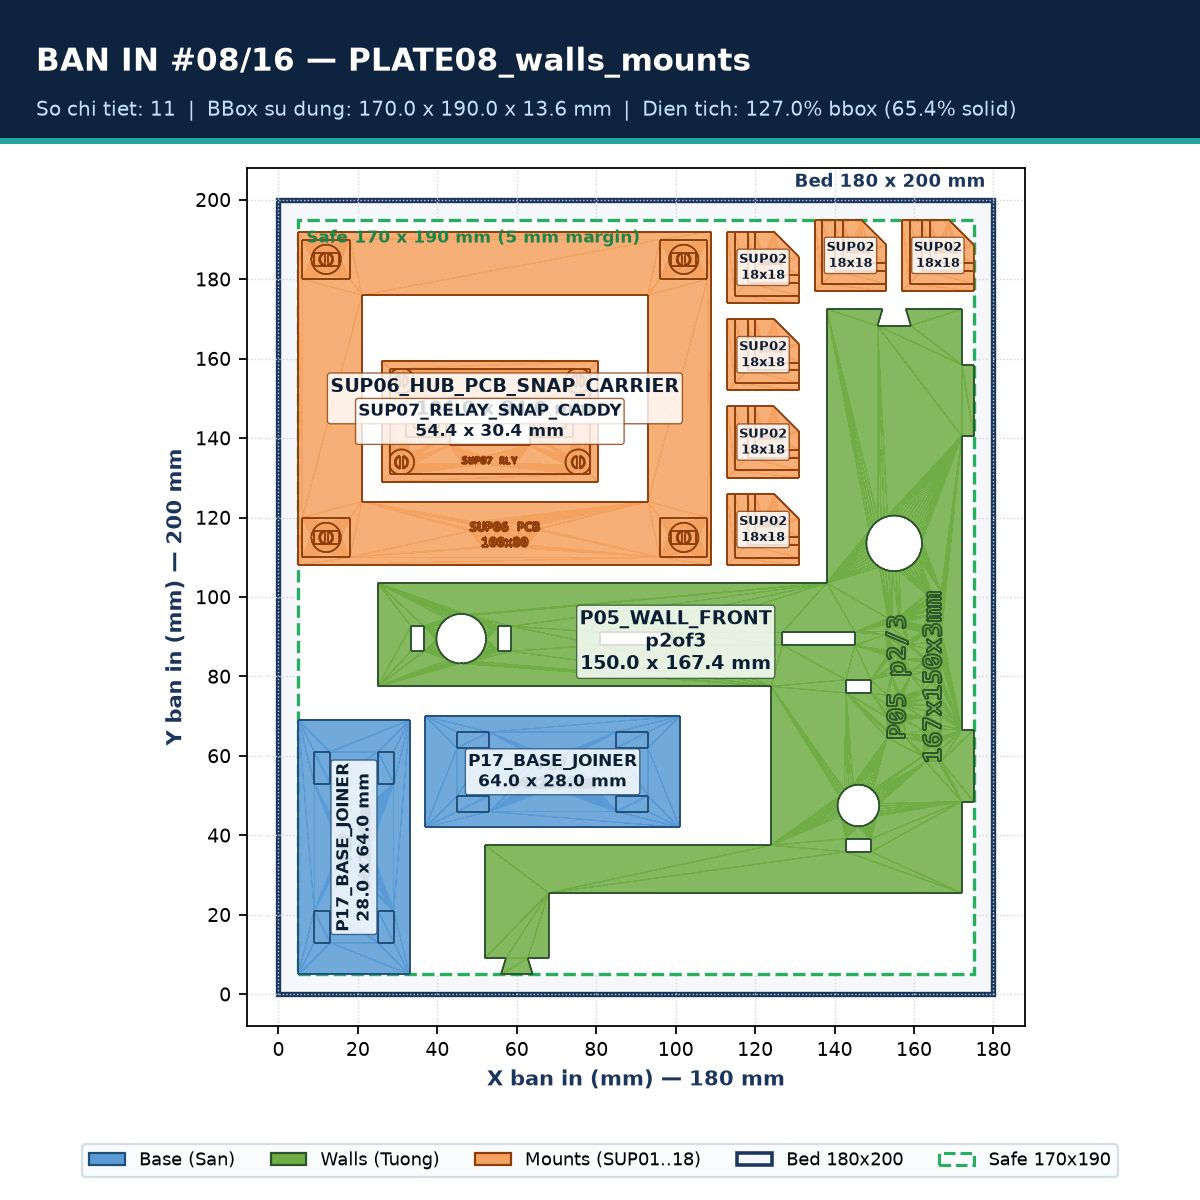 BAN IN #08/16 — PLATE08_walls_mounts
So chi tiet: 11 | BBox su dung: 170.0 x 190.0 x 13.6 mm | Dien tich: 127.0% bbox (65.4% solid)
Bed 180 x 200 mm
Safe 170 x 190 mm (5 mm margin)
SUP02
18x18
SUP02
18x18
SUP02
18x18
SUP02
18x18
SUP02
18x18
SUP02
18x18
SUP06_HUB_PCB_SNAP_CARRIER
SUP07_RELAY_SNAP_CADDY
54.4 x 30.4 mm
SUP07 RLY
SUP06 PCB
100x80
P05_WALL_FRONT
p2of3
150.0 x 167.4 mm
P05 p2/3
167x150x3mm
P17_BASE_JOINER
64.0 x 28.0 mm
P17_BASE_JOINER
28.0 x 64.0 mm
200
180
160
140
120
100
80
60
40
20
0
Y ban in (mm) — 200 mm
0 20 40 60 80 100 120 140 160 180
X ban in (mm) — 180 mm
Base (San)
Walls (Tuong)
Mounts (SUP01..18)
Bed 180x200
Safe 170x190